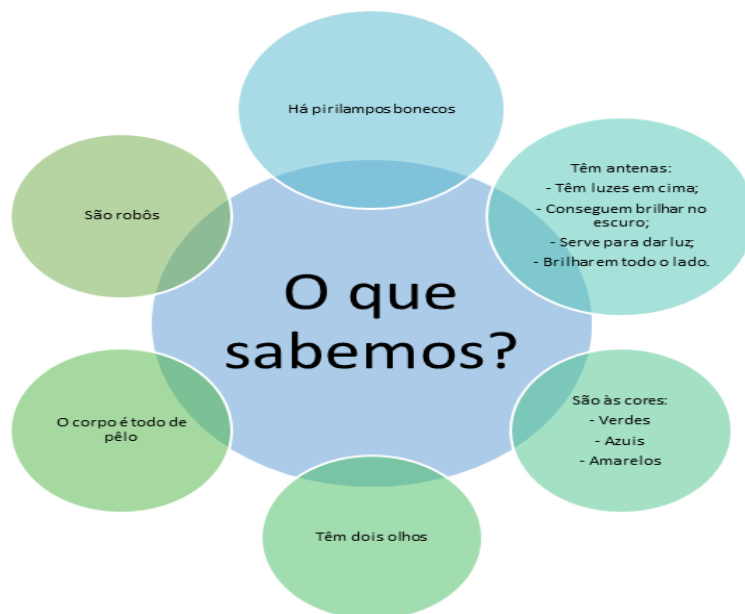 Há pirilampos bonecos
Têm antenas:
- Têm luzes em cima;
- Conseguem brilhar no
escuro;
- Serve para dar luz;
- Brilharem todo o lado.
São robôs
O que
sabemos?
São às cores:
- Verdes
- Azuis
- Amarelos
O corpo é todo de
pêlo
Têm dois olhos